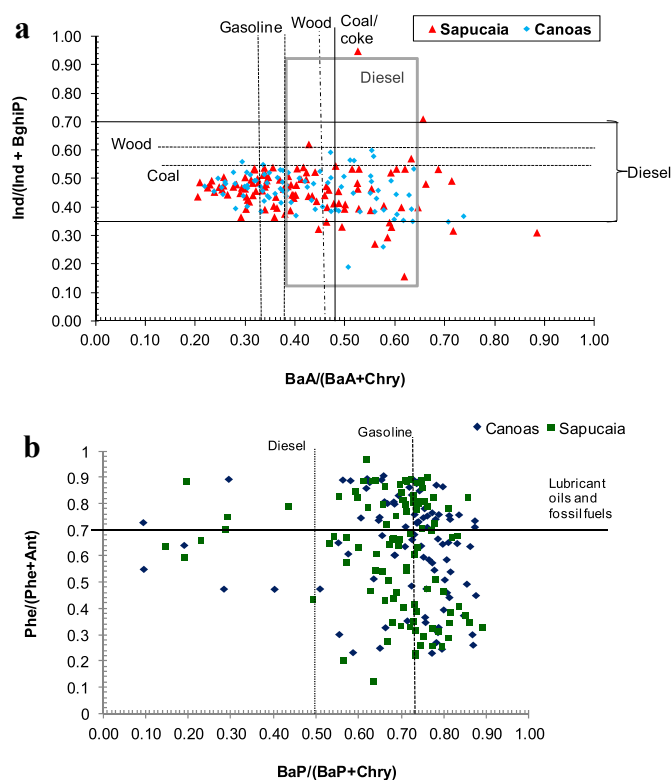 a
Gasoline
Wood
Coal/
coke
Sapucaia
Canoas
Diesel
Wood
Coal
Diesel
Ind/(Ind + BghiP)
1.00
0.90
0.80
0.70
0.60
0.50
0.40
0.30
0.20
0.10
0.00
0.00 0.10 0.20 0.30 0.40 0.50 0.60 0.70 0.80 0.90 1.00
BaA/(BaA+Chry)
b
Diesel
Gasoline
Canoas
Sapucaia
Lubricant
oils and
fossil fuels
Phe/(Phe+Ant)
1
0.9
0.8
0.7
0.6
0.5
0.4
0.3
0.2
0.1
0
0.00 0.10 0.20 0.30 0.40 0.50 0.60 0.70 0.80 0.90 1.00
BaP/(BaP+Chry)